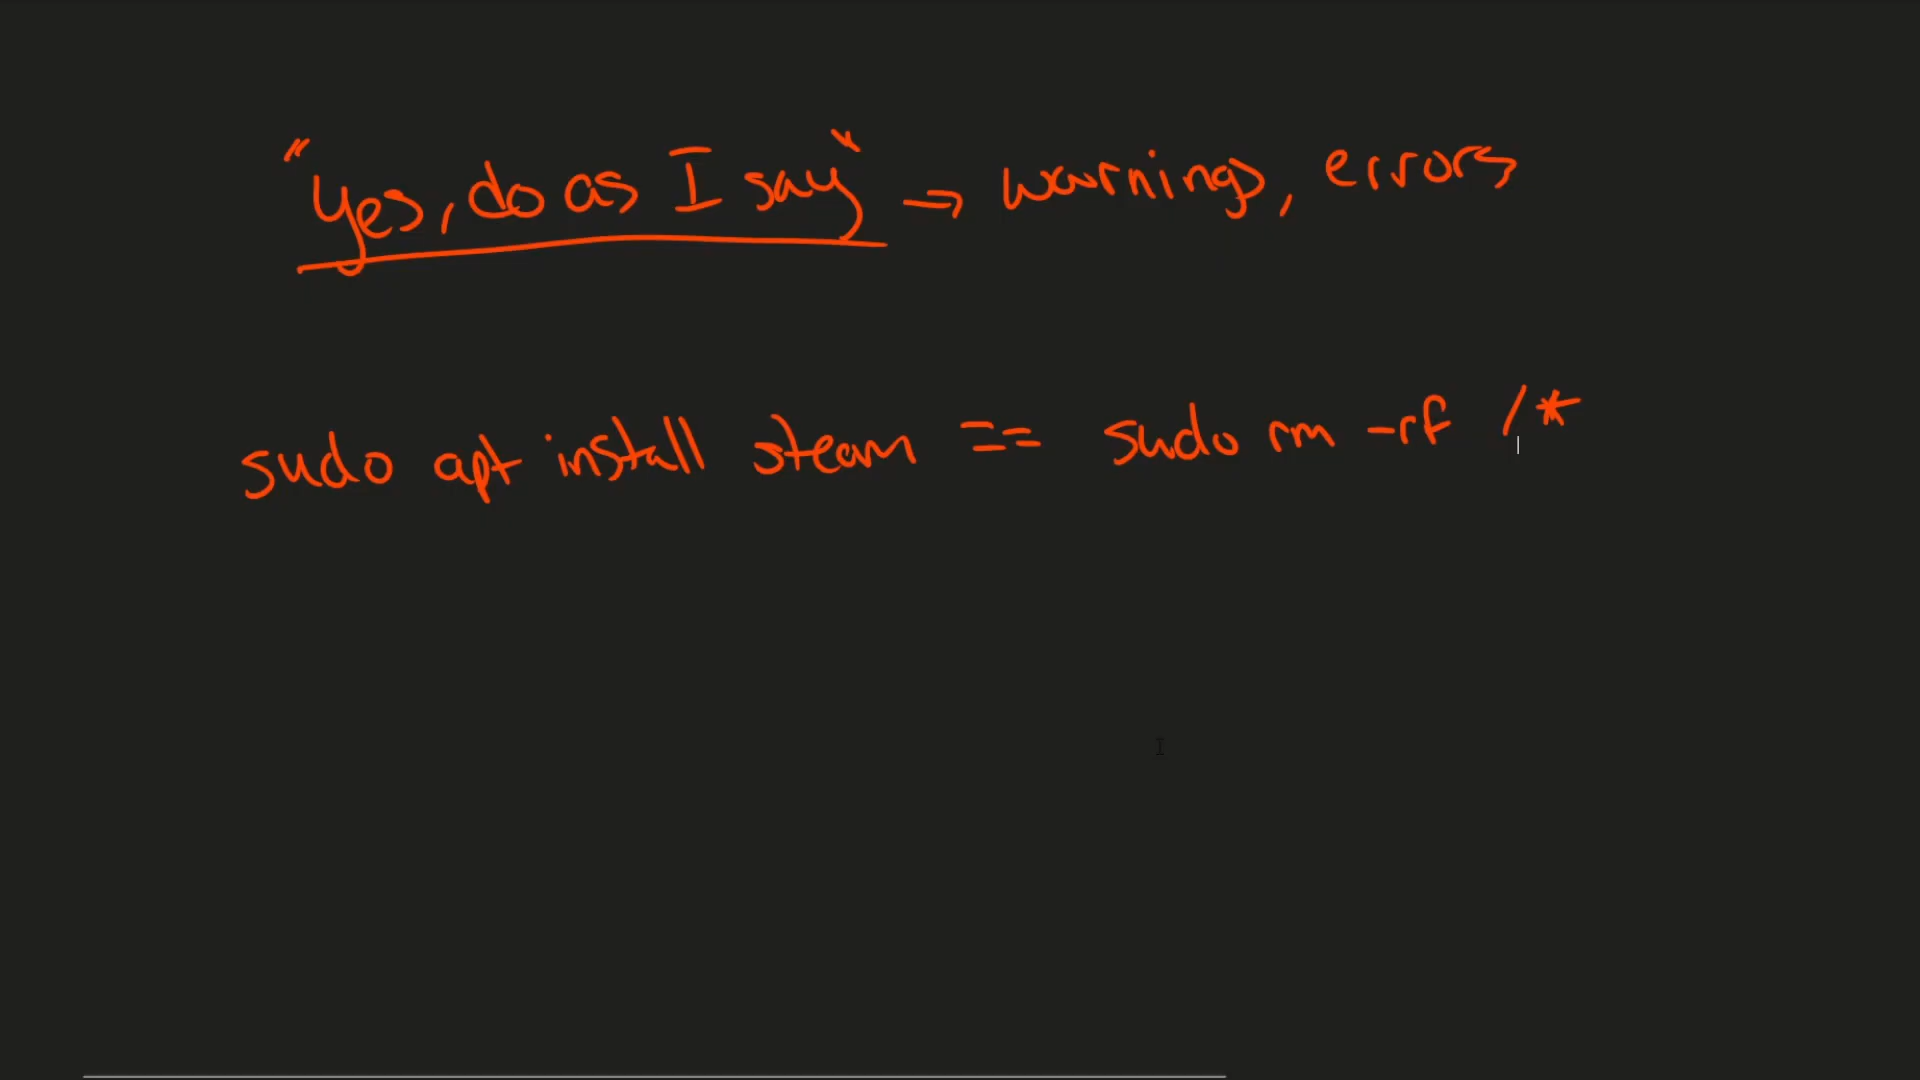 "Yes, do as I say" → warnings, errors
sudo apt install steam == sudo rm -rf /*